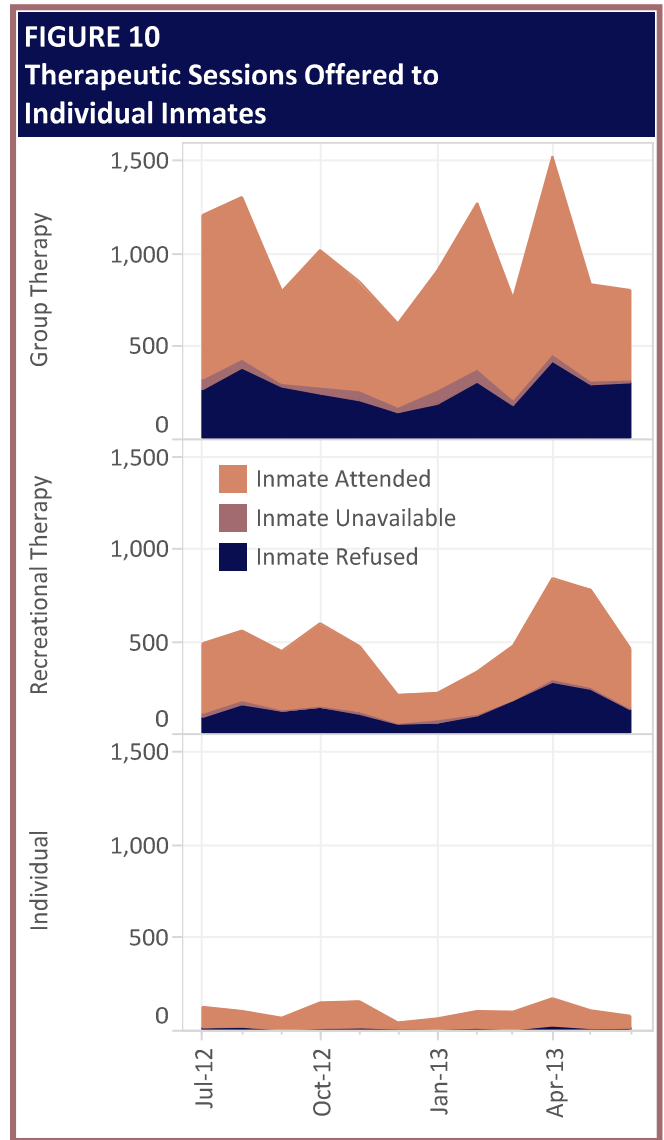 FIGURE 10
Therapeutic Sessions Offered to
Individual Inmates
Group Therapy
1,500
1,000
500
0
Recreational Therapy
1,500
1,000
500
0
Inmate Attended
Inmate Unavailable
Inmate Refused
Individual
1,500
1,000
500
0
Jul-12
Oct-12
Jan-13
Apr-13